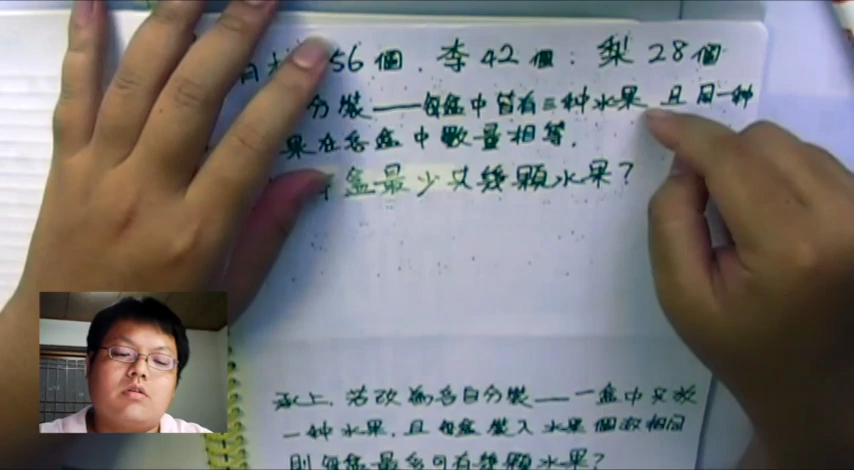 56個.李42個:梨28個
分裝——每盒中皆有三种水果 且同一种
果在各盒中數量相等.
盒最少共幾顆水果?
承上,若改為各自分裝——一盒中只放
一种水果,且每盒裝入水果個数相同
則每盒最多可有幾顆水果?